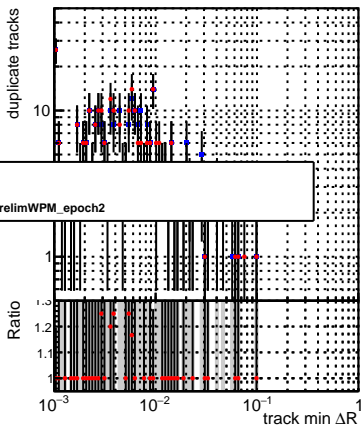 duplicate tracks
10
relimWPM_epoch2
1
Ratio
1.3
1.2
1.1
1
10−3
10−2
10−1
1
track min ΔR